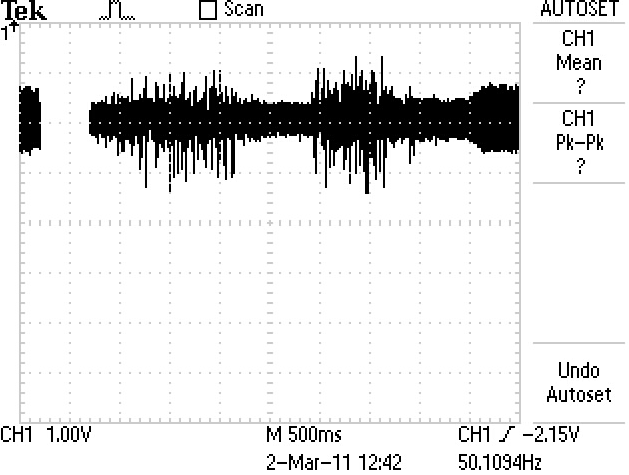 Tek Scan AUTOSET
1
CH1
Mean
?
CH1
Pk-Pk
?
Undo
Autoset
CH1 1.00V M 500ms CH1 -2.15V
2-Mar-11 12:42 50.1094Hz